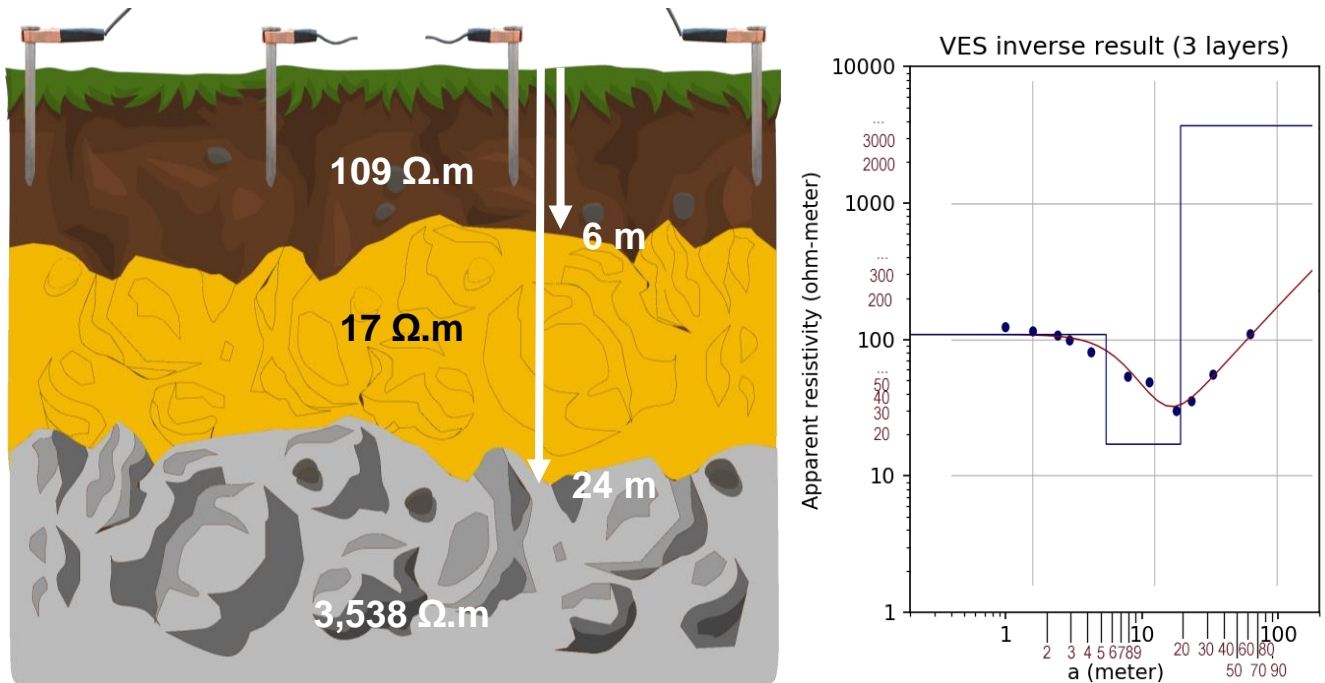 109 Ω.m
6 m
17 Ω.m
24 m
3,538 Ω.m
VES inverse result (3 layers)
Apparent resistivity (ohm-meter)
10000
...
3000
2000
1000
...
300
200
100
...
50
40
30
20
10
1
1 10 100
2 3 4 5 6 7 8 9 20 30 40 60 80
50 70 90
a (meter)